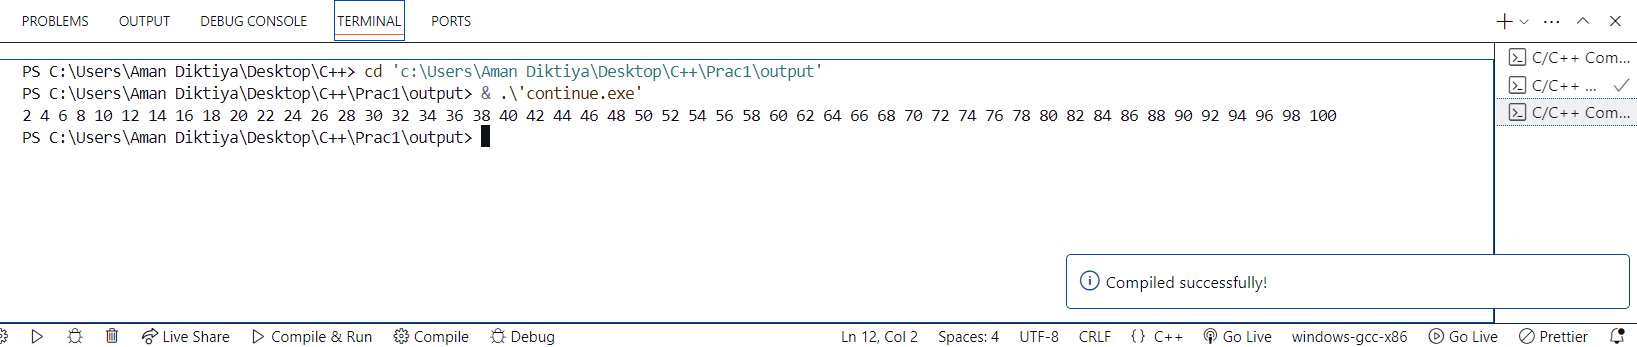 PROBLEMS OUTPUT DEBUG CONSOLE TERMINAL PORTS
PS C:\Users\Aman Diktiya\Desktop\C++> cd 'c:\Users\Aman Diktiya\Desktop\C++\Prac1\output'
PS C:\Users\Aman Diktiya\Desktop\C++\Prac1\output> & .\'continue.exe'
2 4 6 8 10 12 14 16 18 20 22 24 26 28 30 32 34 36 38 40 42 44 46 48 50 52 54 56 58 60 62 64 66 68 70 72 74 76 78 80 82 84 86 88 90 92 94 96 98 100
PS C:\Users\Aman Diktiya\Desktop\C++\Prac1\output>
C/C++ Com...
C/C++ ...
C/C++ Com...
Compiled successfully!
Live Share Compile & Run Compile Debug Ln 12, Col 2 Spaces: 4 UTF-8 CRLF {} C++ Go Live windows-gcc-x86 Go Live Prettier